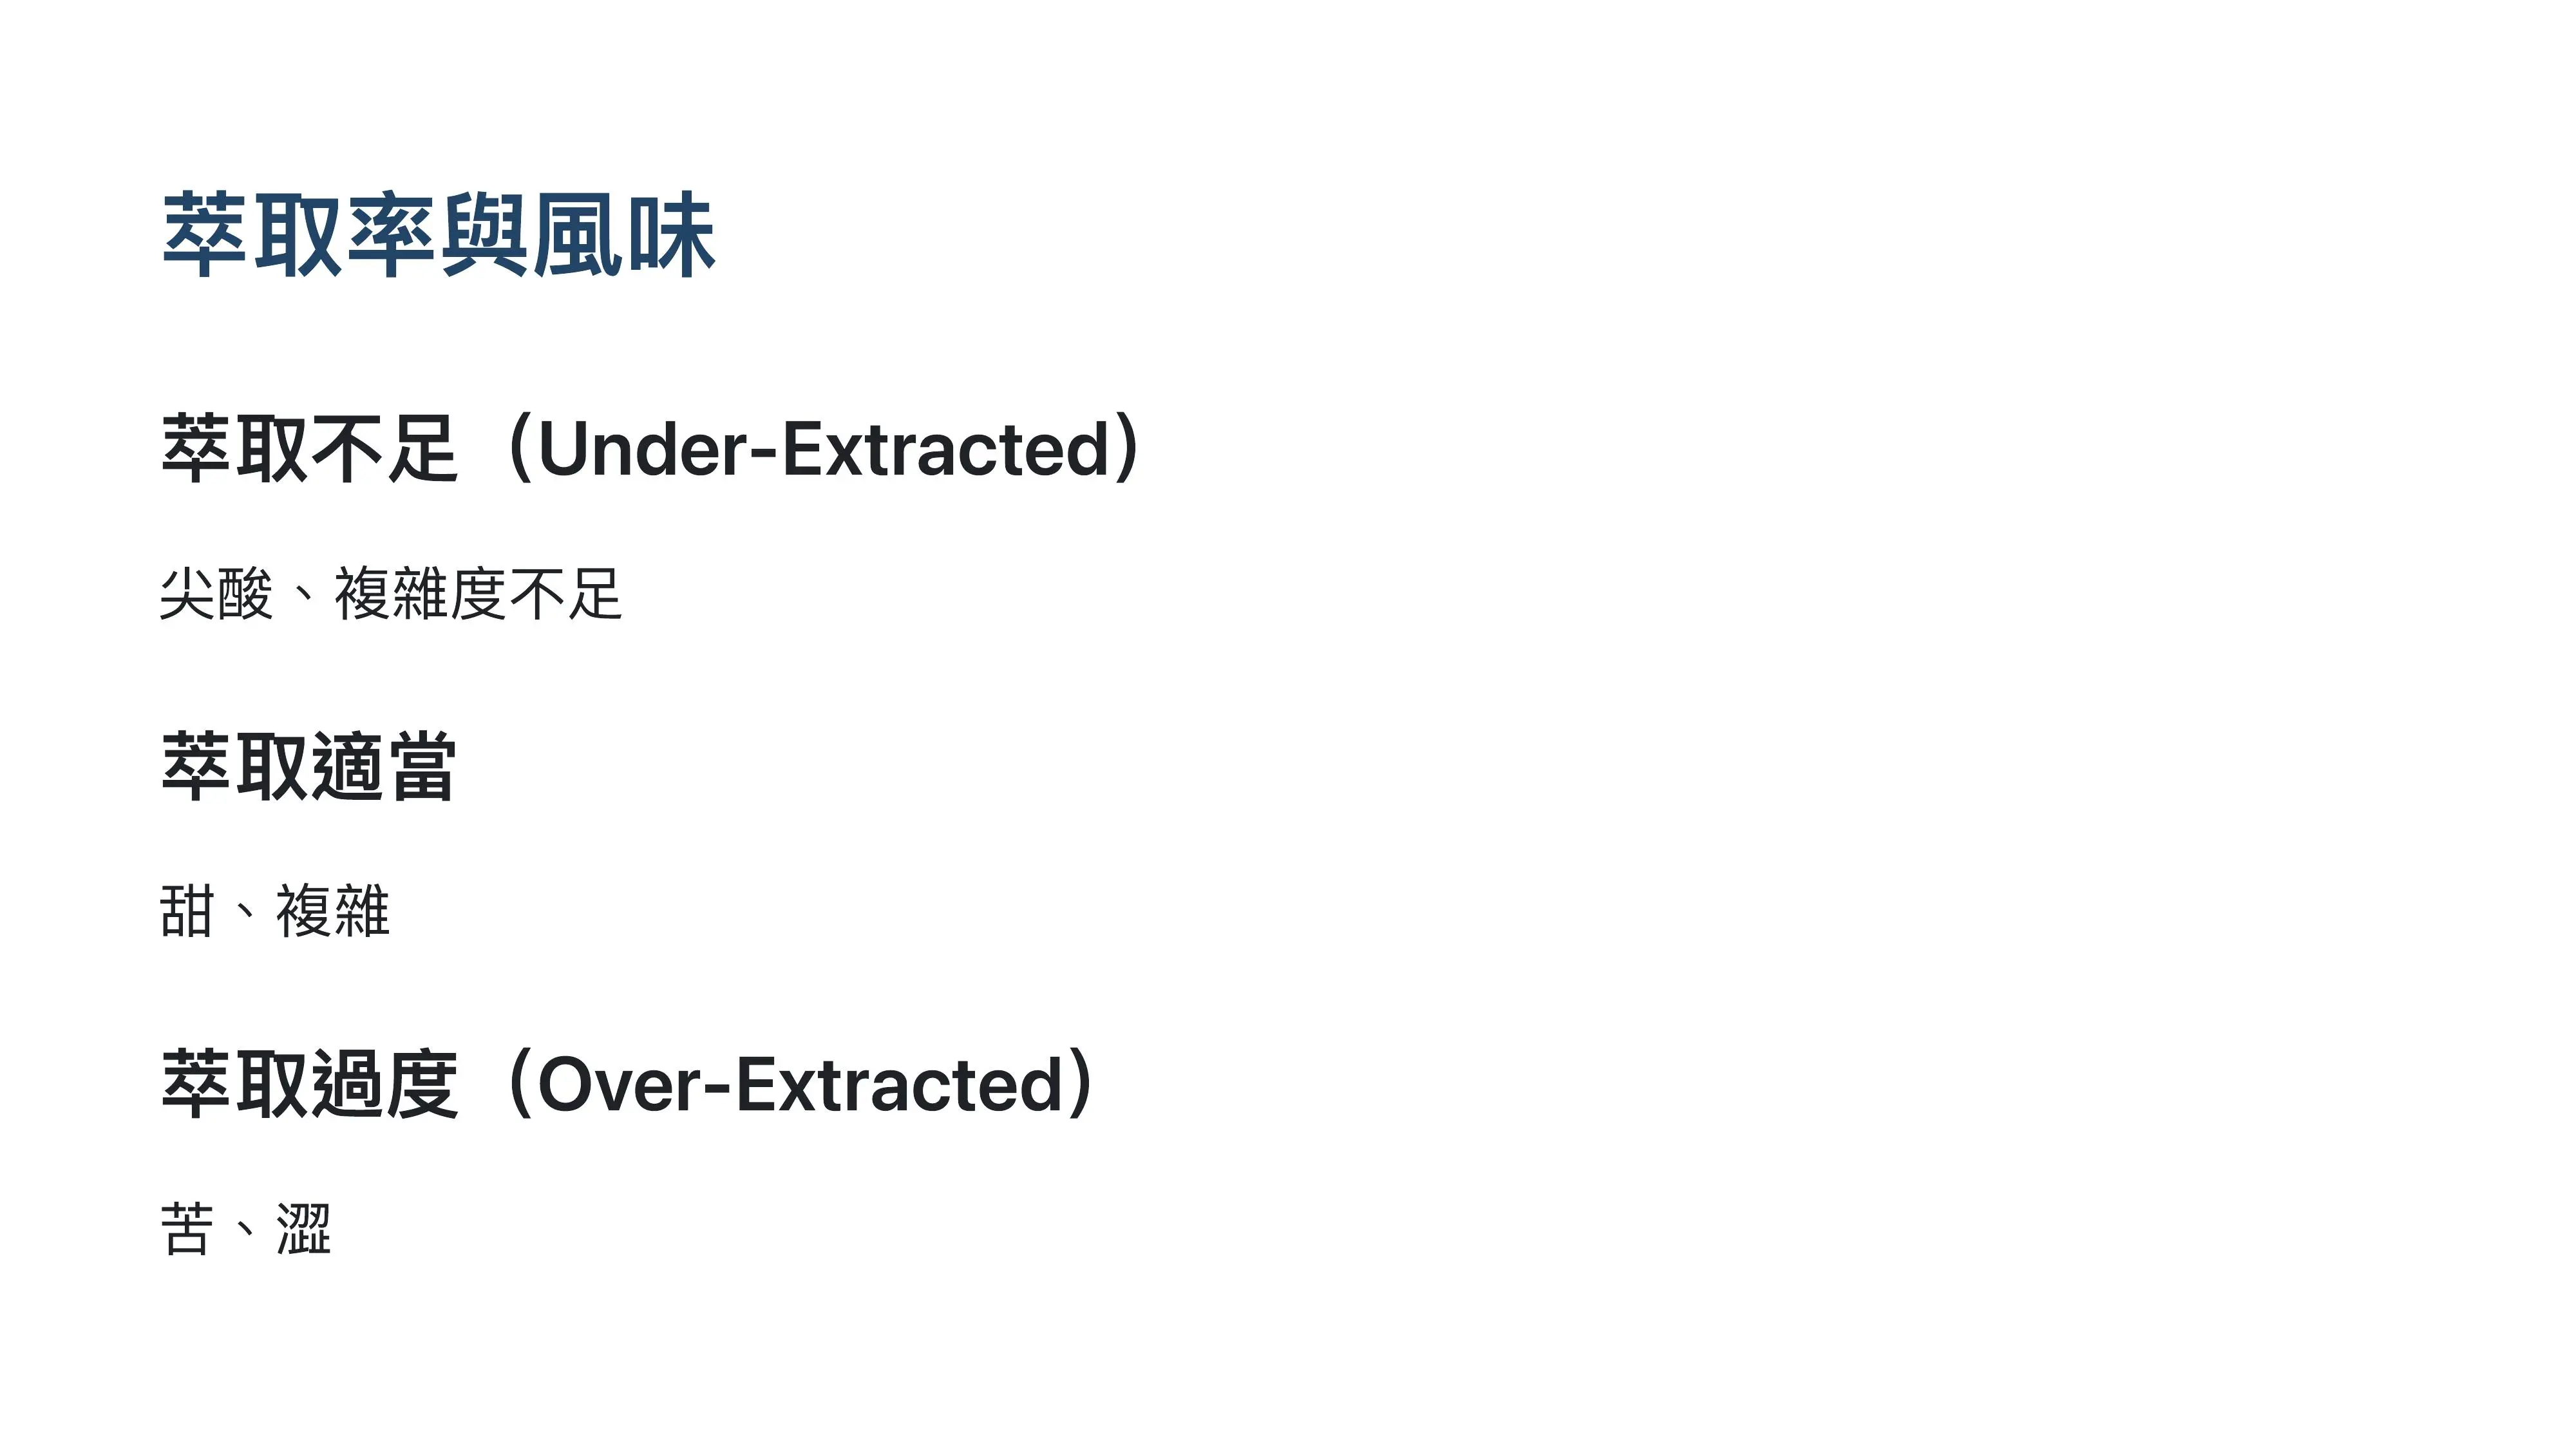 萃取率與風味
萃取不足（Under-Extracted）
尖酸、複雜度不足
萃取適當
甜、複雜
萃取過度（Over-Extracted）
苦、澀